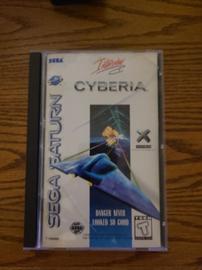 SEGA
Interplay
CYBERIA
SEGA SATURN
DANGER NEVER
LOOKED SO GOOD